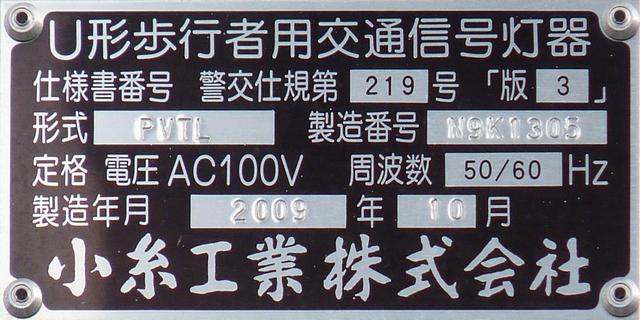 U形歩行者用交通信号灯器
仕様書番号 警交仕規第 219 号 「版 3 」
形式 PVTL 製造番号 N9K1305
定格 電圧 AC100V 周波数 50/60 Hz
製造年月 2009 年 10 月
小糸工業株式会社